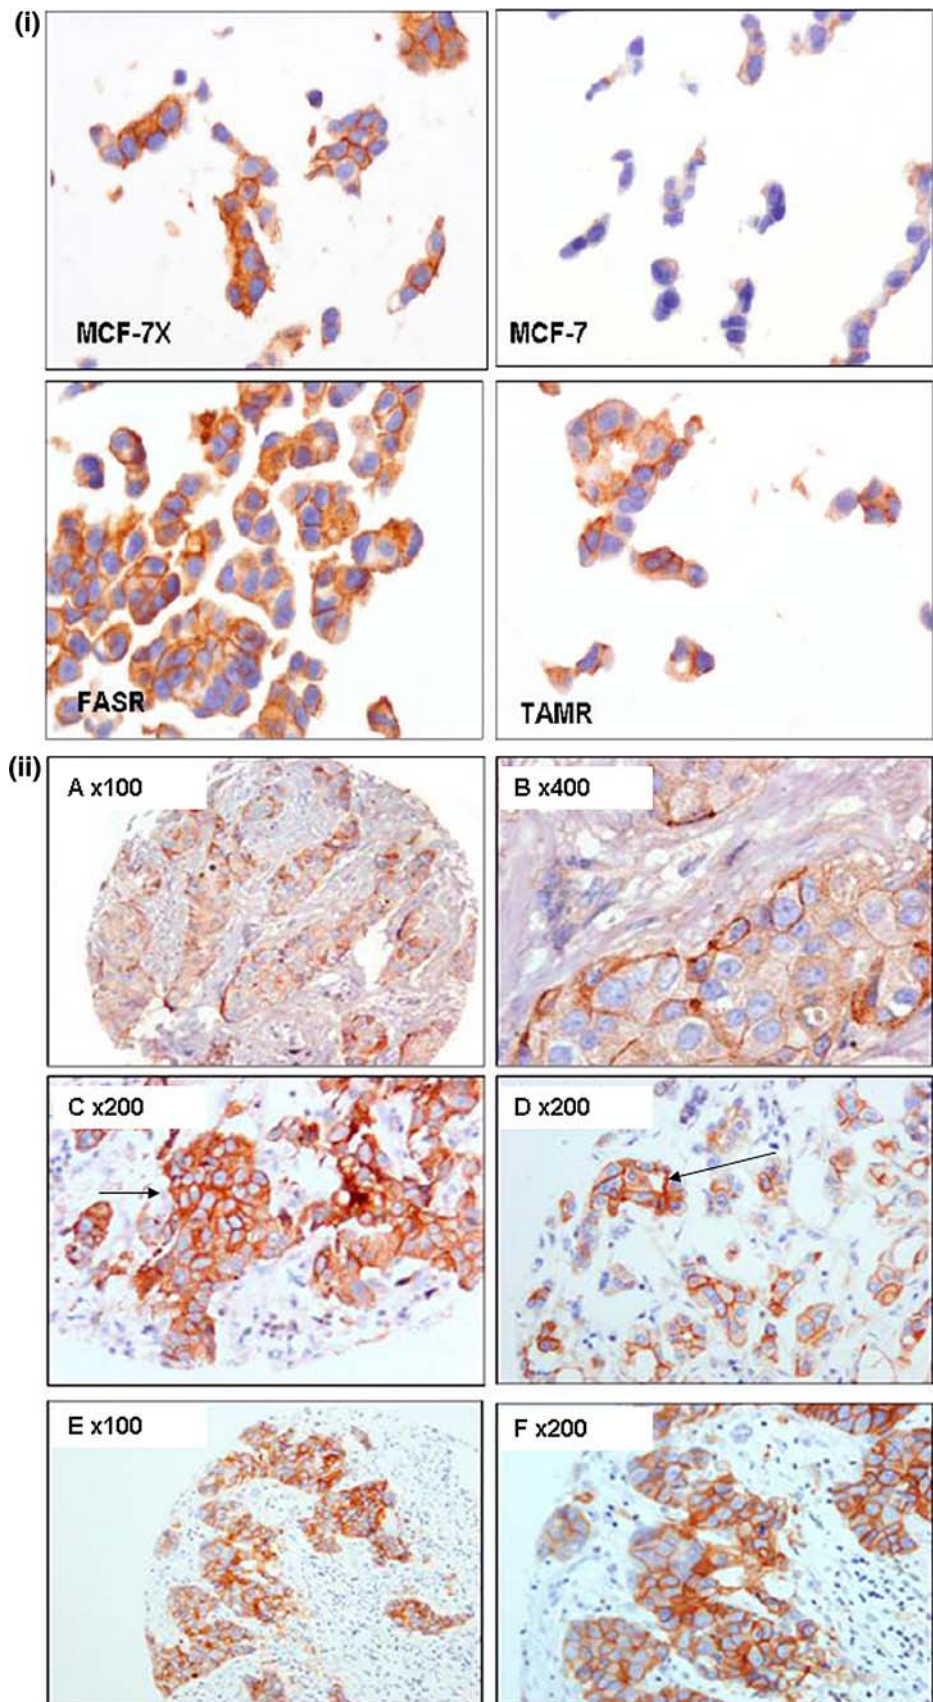 (i)
MCF-7X
MCF-7
FASR
TAMR
(ii)
A x100
B x400
C x200
D x200
E x100
F x200